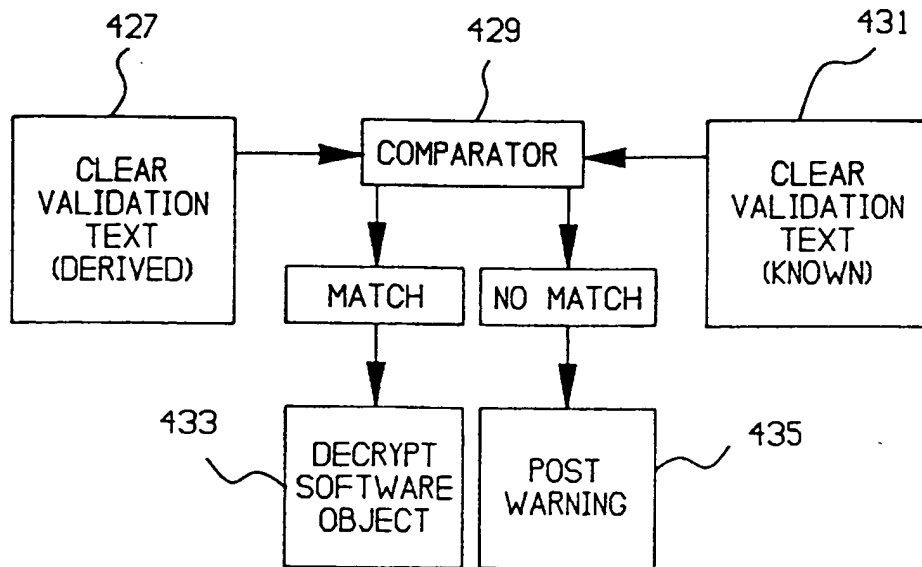 427
429
431
CLEAR
VALIDATION
TEXT
(DERIVED)
COMPARATOR
CLEAR
VALIDATION
TEXT
(KNOWN)
MATCH
NO MATCH
433
DECRYPT
SOFTWARE
OBJECT
POST
WARNING
435